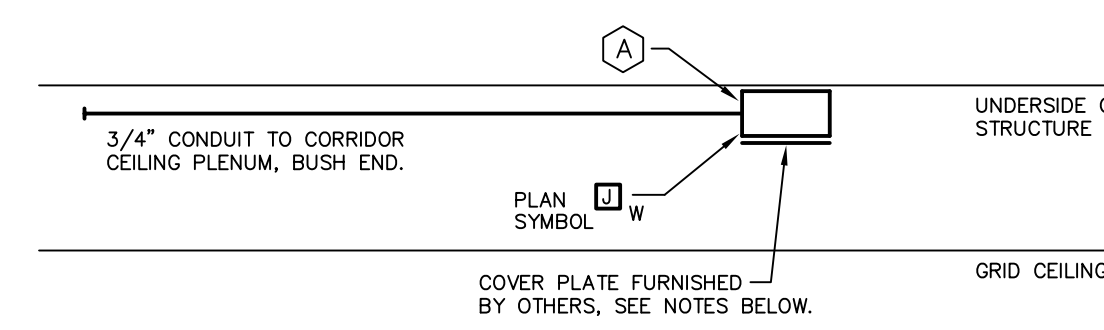 A
UNDERSIDE
STRUCTURE
3/4" CONDUIT TO CORRIDOR
CEILING PLENUM, BUSH END.
PLAN J
SYMBOL W
GRID CEILING
COVER PLATE FURNISHED
BY OTHERS, SEE NOTES BELOW.